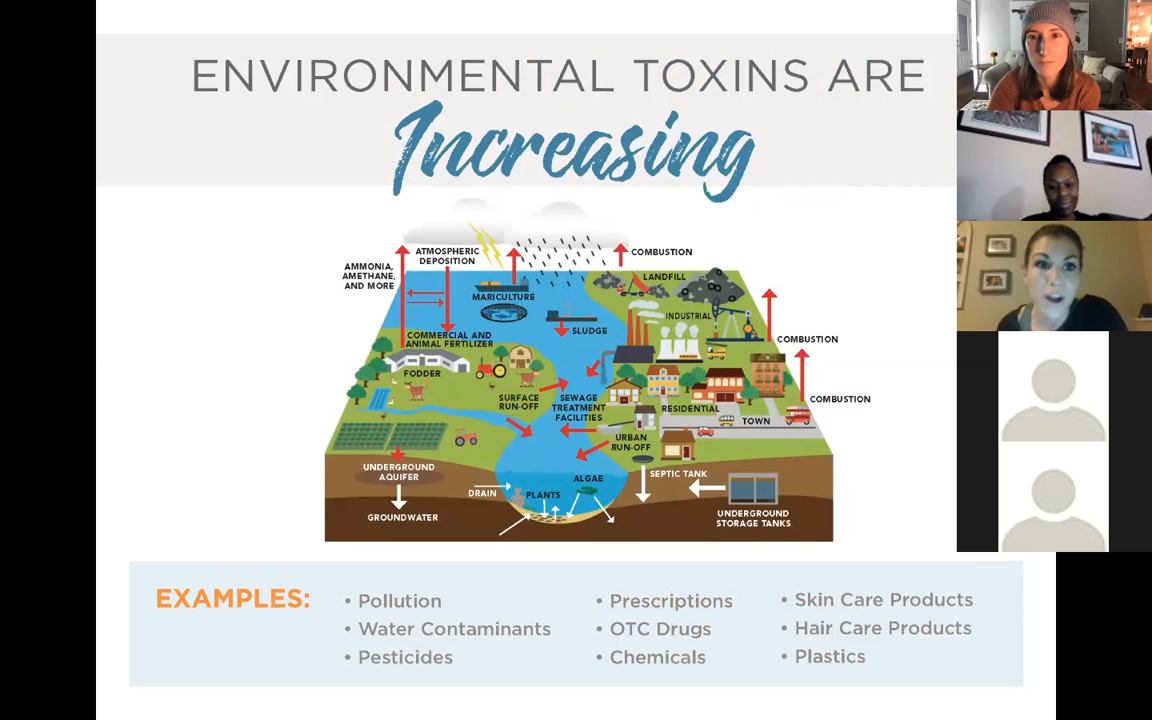 ENVIRONMENTAL TOXINS ARE
Increasing
ATMOSPHERIC
DEPOSITION
COMBUSTION
AMMONIA,
AMETHANE,
AND MORE
LANDFILL
MARICULTURE
INDUSTRIAL
SLUDGE
COMMERCIAL AND
ANIMAL FERTILIZER
COMBUSTION
FODDER
SURFACE
RUN-OFF
SEWAGE
TREATMENT
FACILITIES
RESIDENTIAL
COMBUSTION
TOWN
URBAN
RUN-OFF
UNDERGROUND
AQUIFER
SEPTIC TANK
ALGAE
DRAIN
PLANTS
GROUNDWATER
UNDERGROUND
STORAGE TANKS
EXAMPLES:
• Pollution
• Water Contaminants
• Pesticides
• Prescriptions
• OTC Drugs
• Chemicals
• Skin Care Products
• Hair Care Products
• Plastics